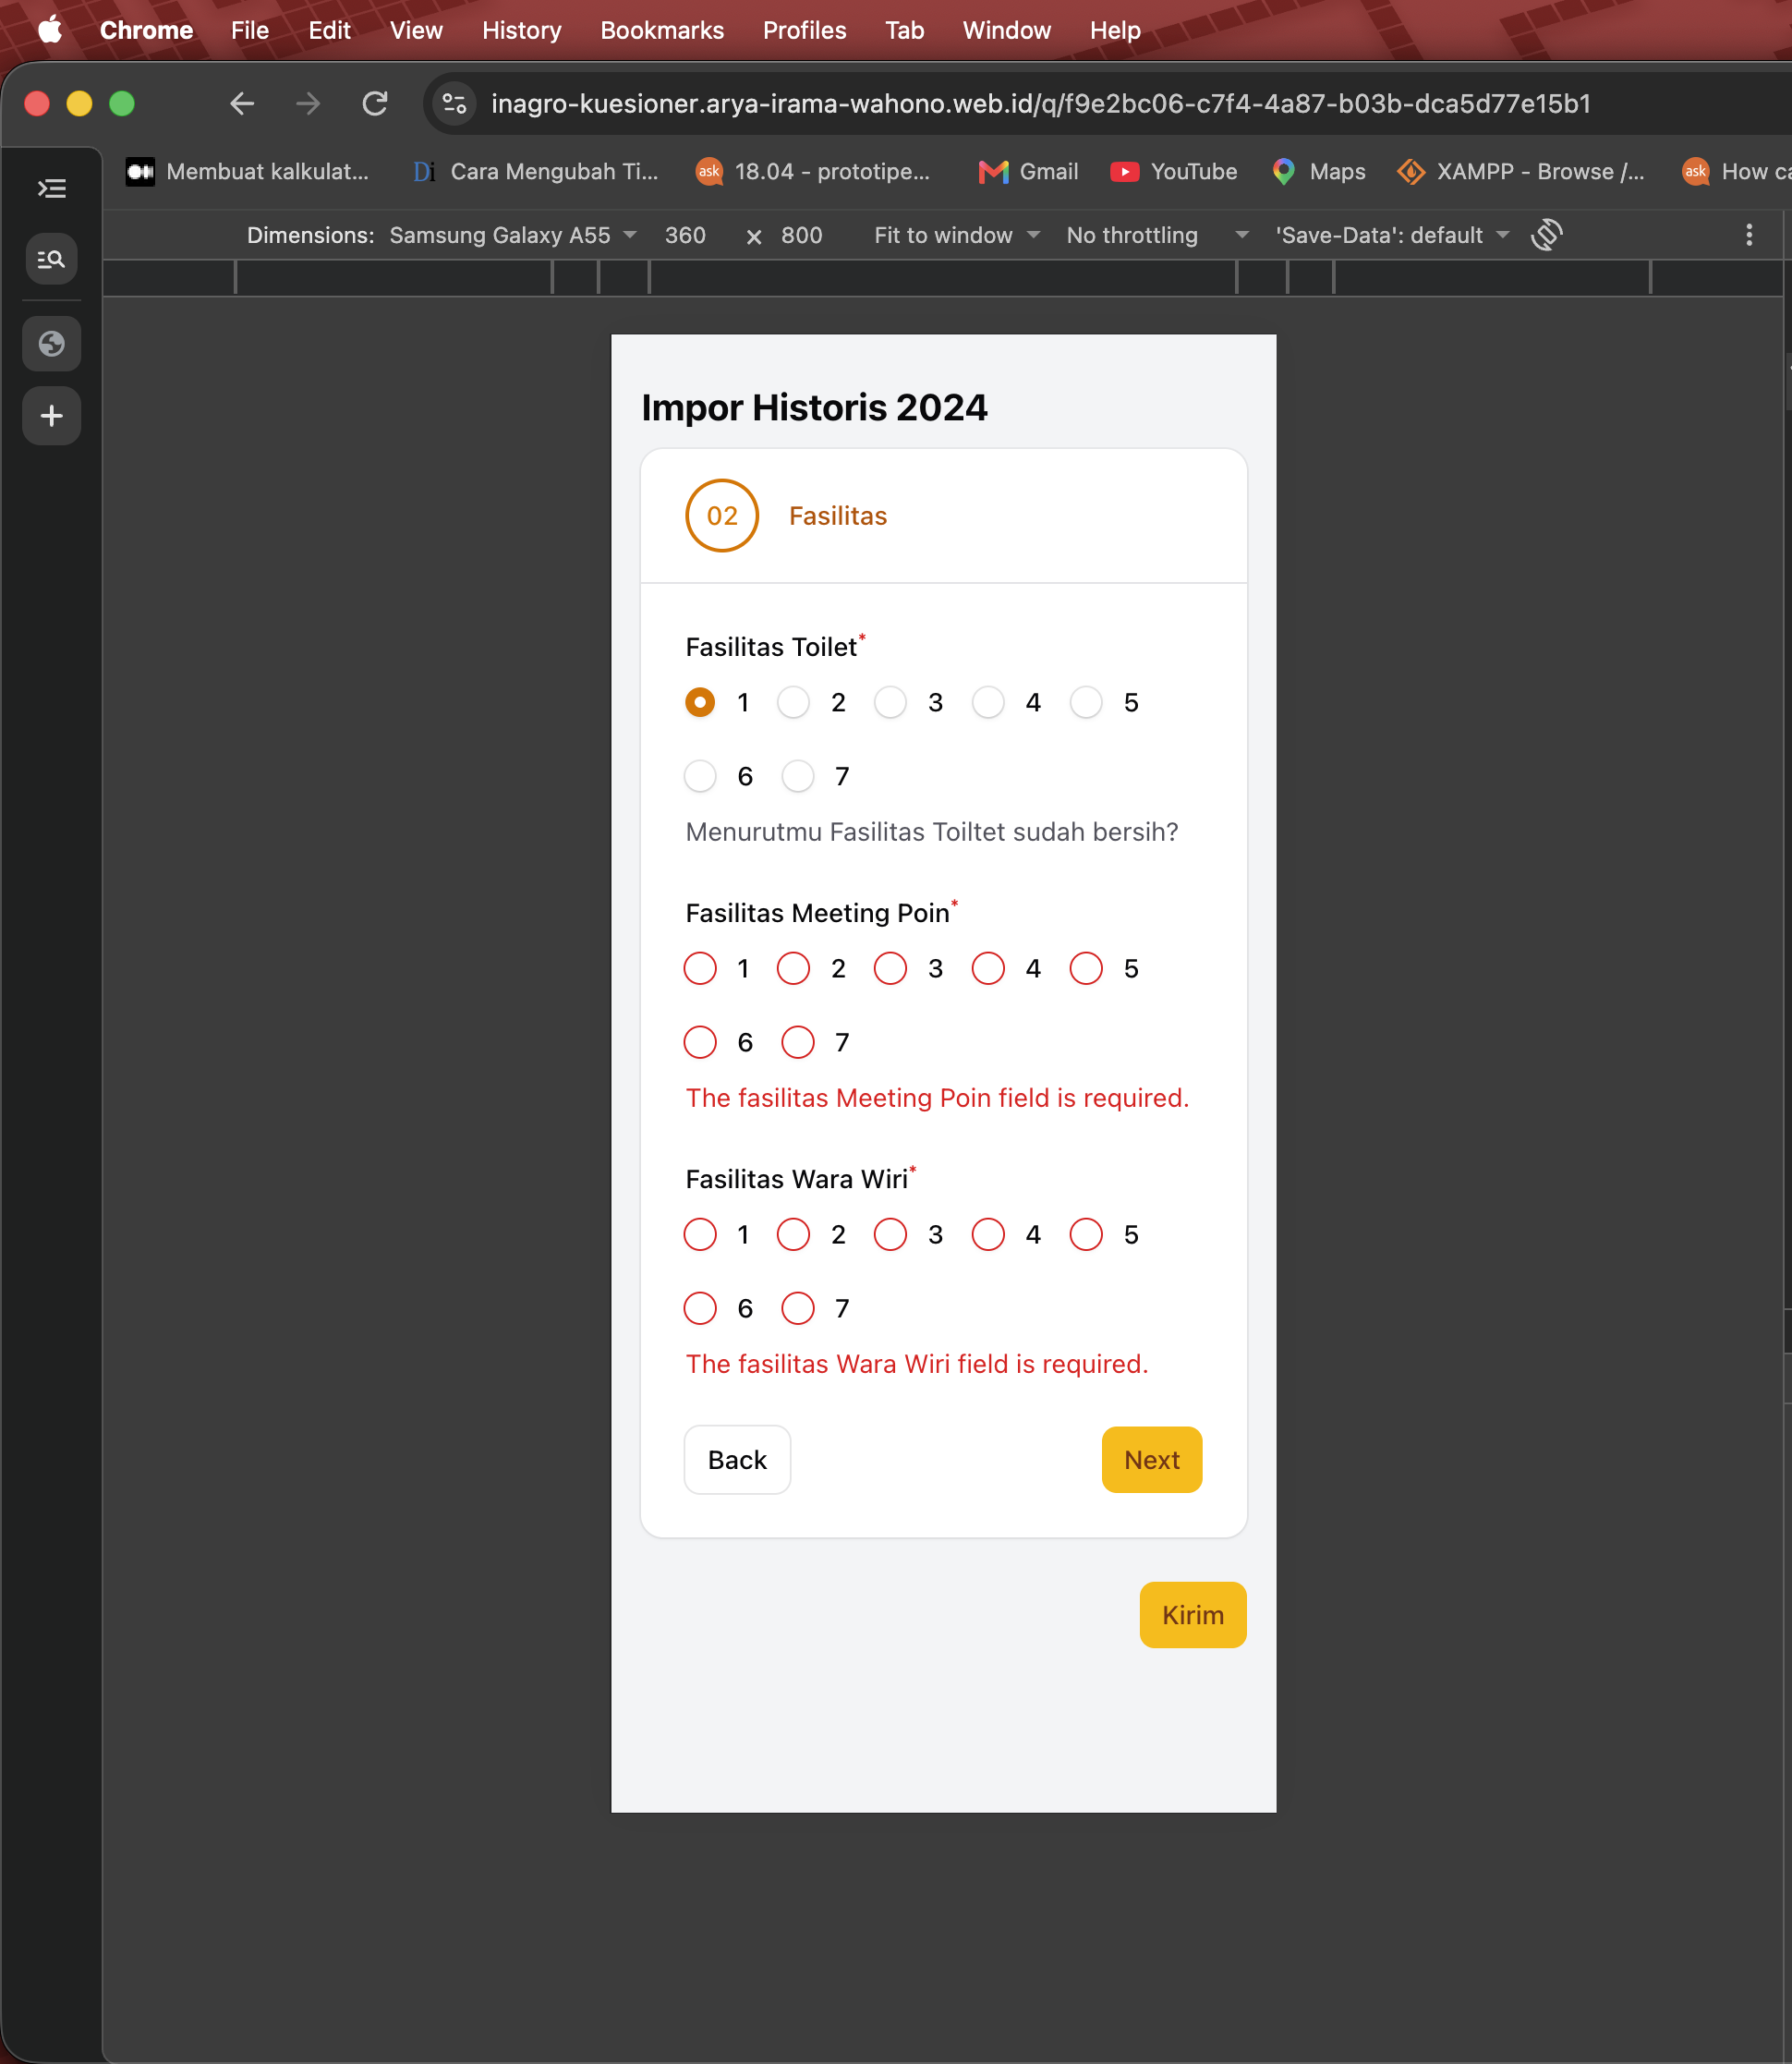 Chrome File Edit View History Bookmarks Profiles Tab Window Help
inagro-kuesioner.arya-irama-wahono.web.id/q/f9e2bc06-c7f4-4a87-b03b-dca5d77e15b1
Membuat kalkulat... Di Cara Mengubah Ti... ask 18.04 - prototipe... Gmail YouTube Maps XAMPP - Browse /... ask How ca
Dimensions: Samsung Galaxy A55 360 x 800 Fit to window No throttling 'Save-Data': default
Impor Historis 2024
02 Fasilitas
Fasilitas Toilet*
1 2 3 4 5
6 7
Menurutmu Fasilitas Toiltet sudah bersih?
Fasilitas Meeting Poin*
1 2 3 4 5
6 7
The fasilitas Meeting Poin field is required.
Fasilitas Wara Wiri*
1 2 3 4 5
6 7
The fasilitas Wara Wiri field is required.
Back Next
Kirim